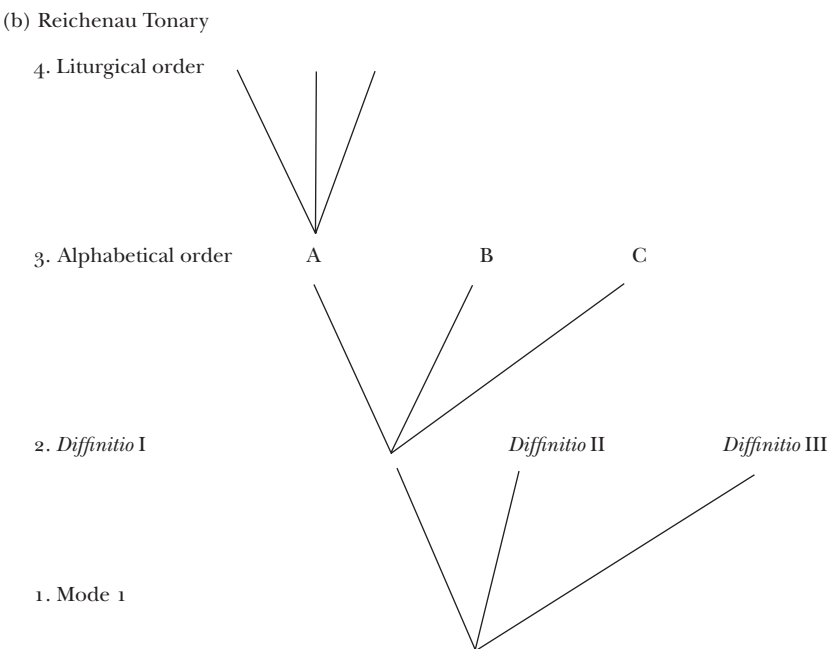 (b) Reichenau Tonary
4. Liturgical order
3. Alphabetical order A B C
2. Diffinitio I Diffinitio II Diffinitio III
1. Mode 1